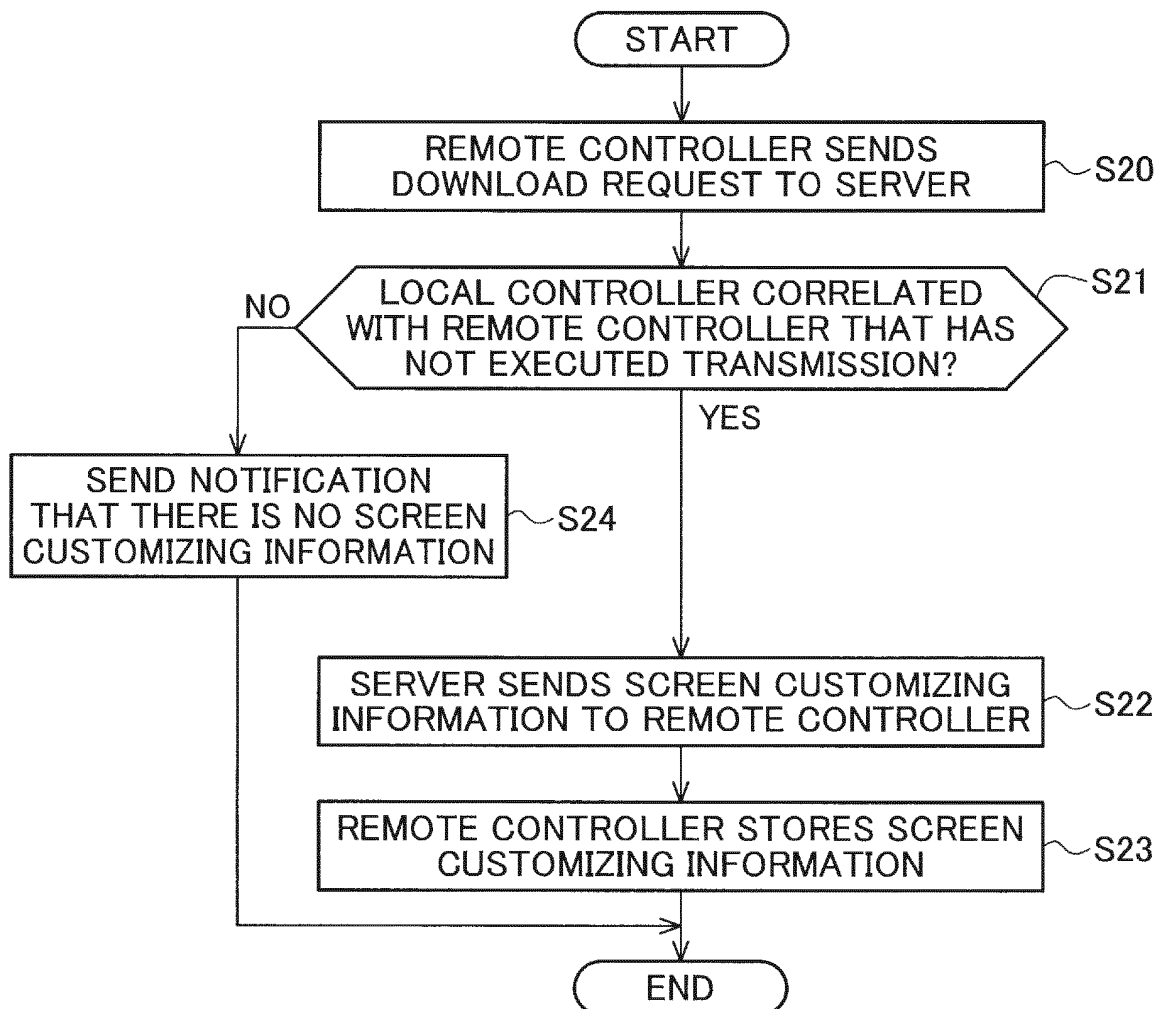 START
REMOTE CONTROLLER SENDS
DOWNLOAD REQUEST TO SERVER
S20
LOCAL CONTROLLER CORRELATED
WITH REMOTE CONTROLLER THAT HAS
NOT EXECUTED TRANSMISSION?
S21
NO
YES
SEND NOTIFICATION
THAT THERE IS NO SCREEN
CUSTOMIZING INFORMATION
S24
SERVER SENDS SCREEN CUSTOMIZING
INFORMATION TO REMOTE CONTROLLER
S22
REMOTE CONTROLLER STORES SCREEN
CUSTOMIZING INFORMATION
S23
END